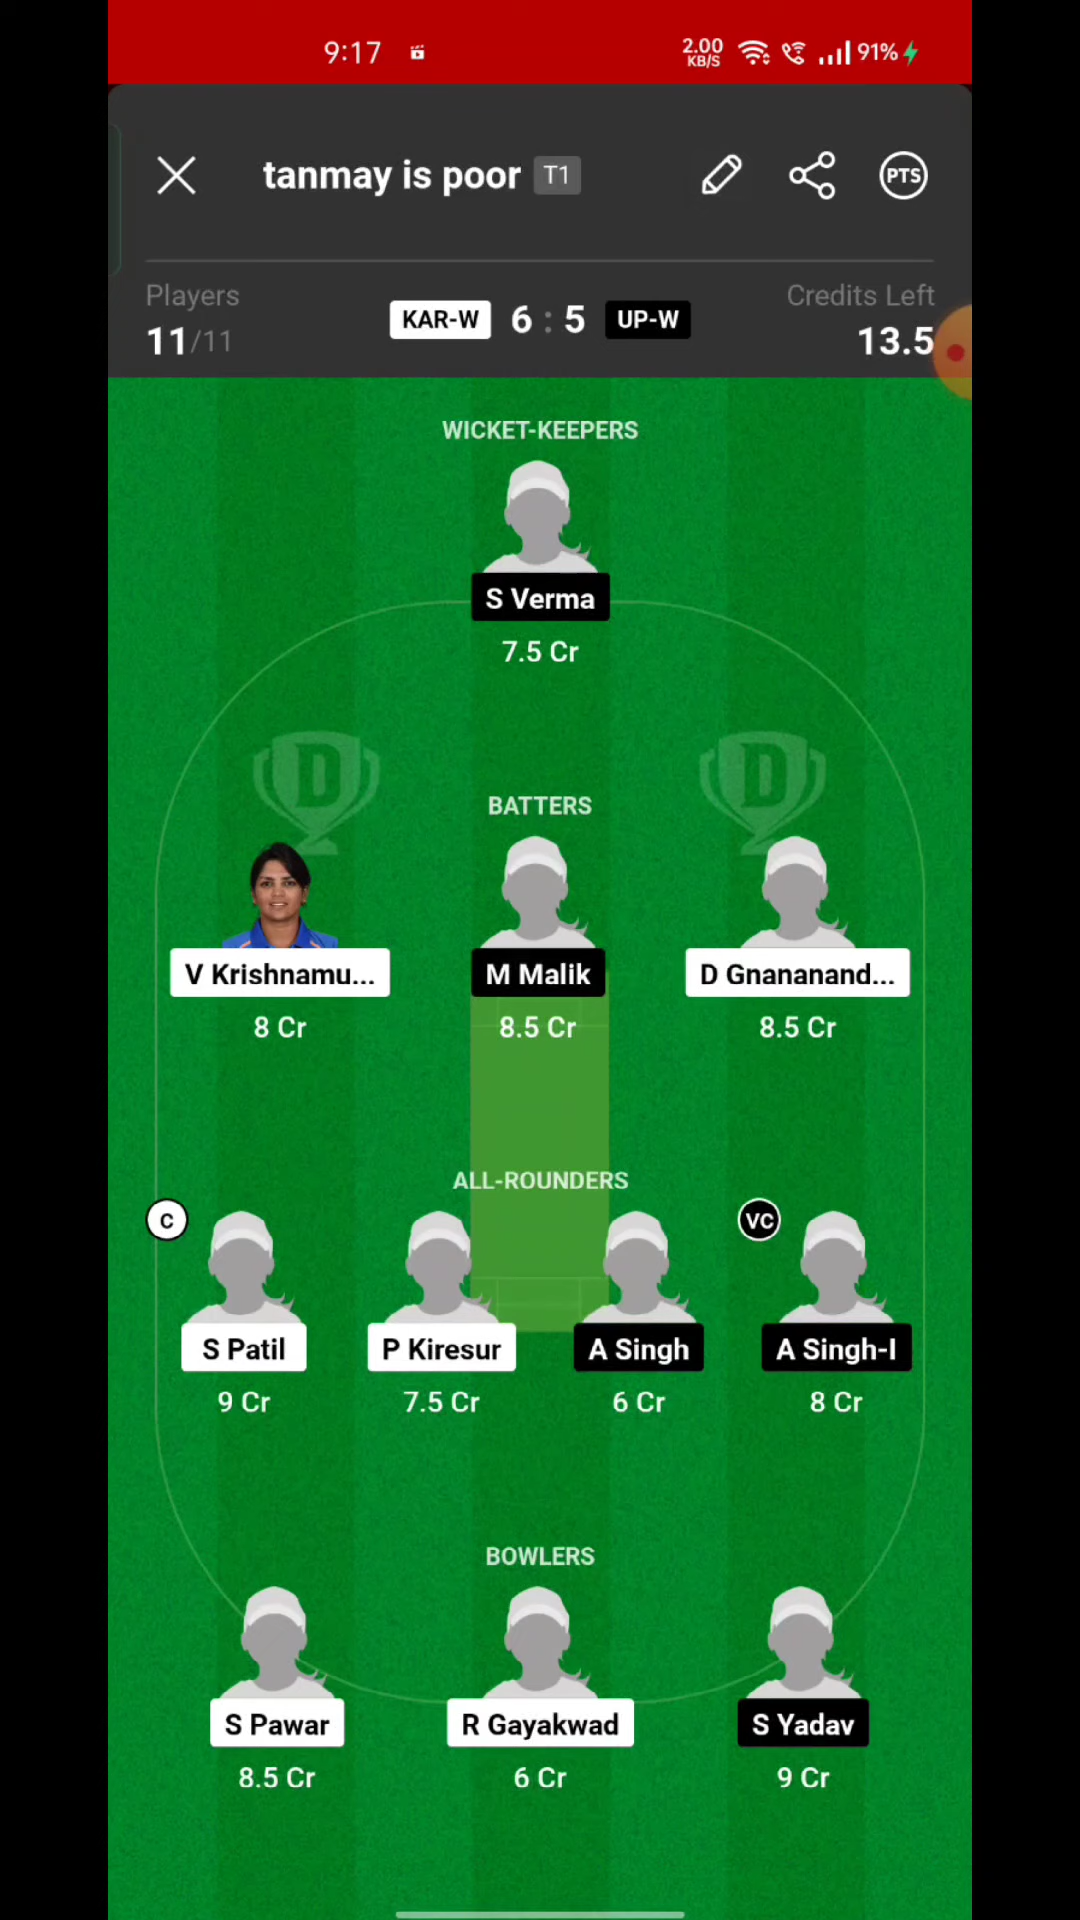 9:17
2.00 KB/S
91%
tanmay is poor T1
PTS
Players
11/11
KAR-W 6 : 5 UP-W
Credits Left
13.5
WICKET-KEEPERS
S Verma
7.5 Cr
D D
BATTERS
V Krishnamu... M Malik D Gnananand...
8 Cr 8.5 Cr 8.5 Cr
ALL-ROUNDERS
C VC
S Patil P Kiresur A Singh A Singh-I
9 Cr 7.5 Cr 6 Cr 8 Cr
BOWLERS
S Pawar R Gayakwad S Yadav
8.5 Cr 6 Cr 9 Cr